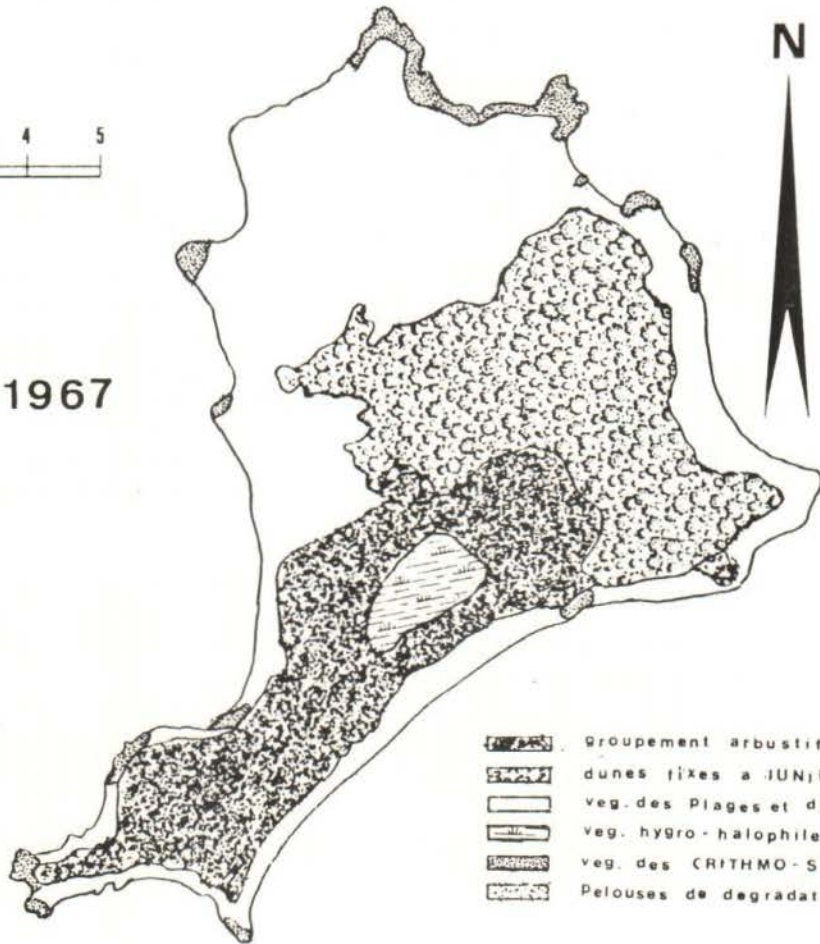 N
4 5
1967
groupement arbustif
dunes fixes a JUNI
veg. des Plages et d
veg. hygro-halophile
veg. des CRITHMO-S
Pelouses de degradat